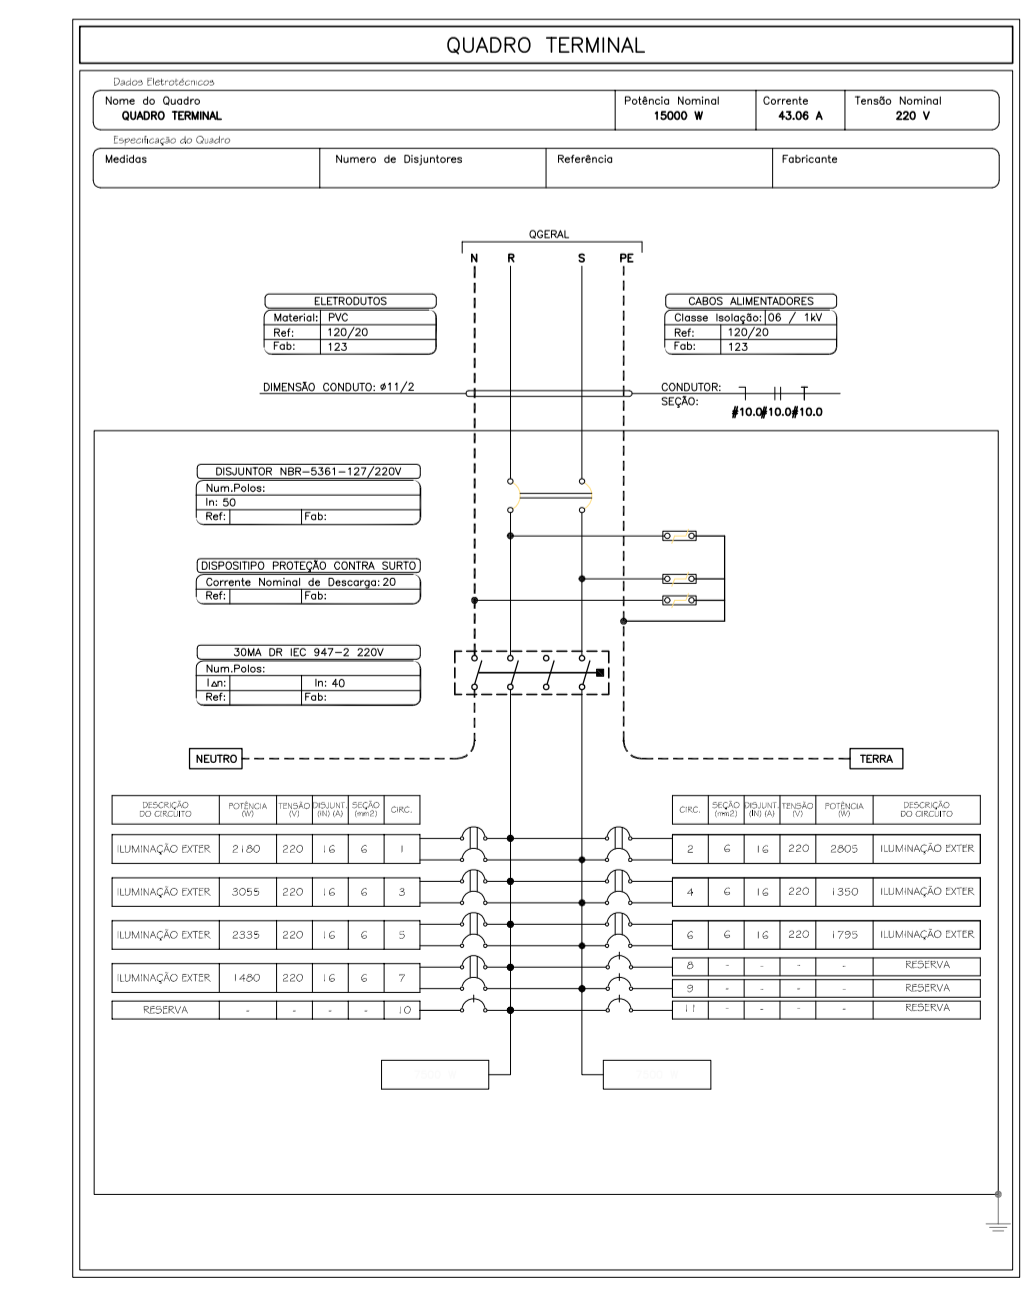 QUADRO TERMINAL
Dados Eletrotécnicos
Nome do Quadro
QUADRO TERMINAL
Potência Nominal
15000 W
Corrente
43.06 A
Tensão Nominal
220 V
Especificação do Quadro
Medidas
Numero de Disjuntores
Referência
Fabricante
QGERAL
N R S PE
ELETRODUTOS
Material: PVC
Ref: 120/20
Fab: 123
CABOS ALIMENTADORES
Classe Isolação: 06 / 1kV
Ref: 120/20
Fab: 123
DIMENSÃO CONDUTO: ø11/2
CONDUTOR:
SEÇÃO:
#10.0#10.0#10.0
DISJUNTOR NBR-5361-127/220V
Num.Polos:
In: 50
Ref: Fab:
DISPOSITIPO PROTEÇÃO CONTRA SURTO
Corrente Nominal de Descarga: 20
Ref: Fab:
30MA DR IEC 947-2 220V
Num.Polos:
IΔn: In: 40
Ref: Fab:
NEUTRO
TERRA
DESCRIÇÃO DO CIRCUITO POTÊNCIA (W) TENSÃO (V) DISJUNT. (IN) (A) SEÇÃO (mm2) CIRC.
ILUMINAÇÃO EXTER 2180 220 16 6 1
ILUMINAÇÃO EXTER 3055 220 16 6 3
ILUMINAÇÃO EXTER 2335 220 16 6 5
ILUMINAÇÃO EXTER 1480 220 16 6 7
RESERVA - - - - 10
CIRC. SEÇÃO (mm2) DISJUNT. (IN) (A) TENSÃO (V) POTÊNCIA (W) DESCRIÇÃO DO CIRCUITO
2 6 16 220 2805 ILUMINAÇÃO EXTER
4 6 16 220 1350 ILUMINAÇÃO EXTER
6 6 16 220 1795 ILUMINAÇÃO EXTER
8 - - - - RESERVA
9 - - - - RESERVA
11 - - - - RESERVA